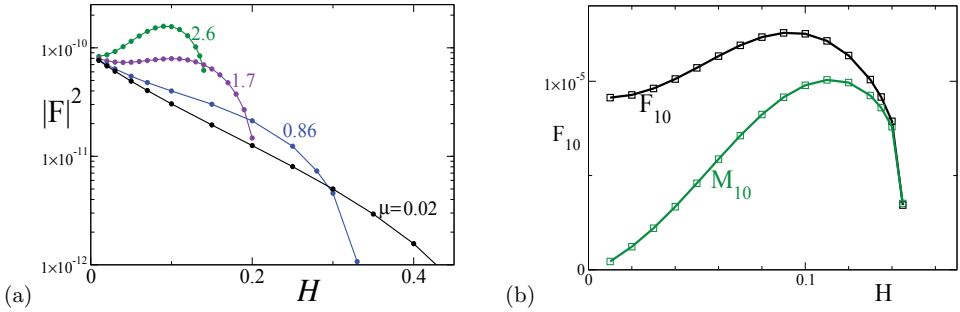 1×10⁻¹⁰
1×10⁻¹¹
1×10⁻¹²
|F|²
0
0.2
0.4
H
2.6
1.7
0.86
μ=0.02
(a)
1×10⁻⁵
0
F₁₀
0.1
H
F₁₀
M₁₀
(b)